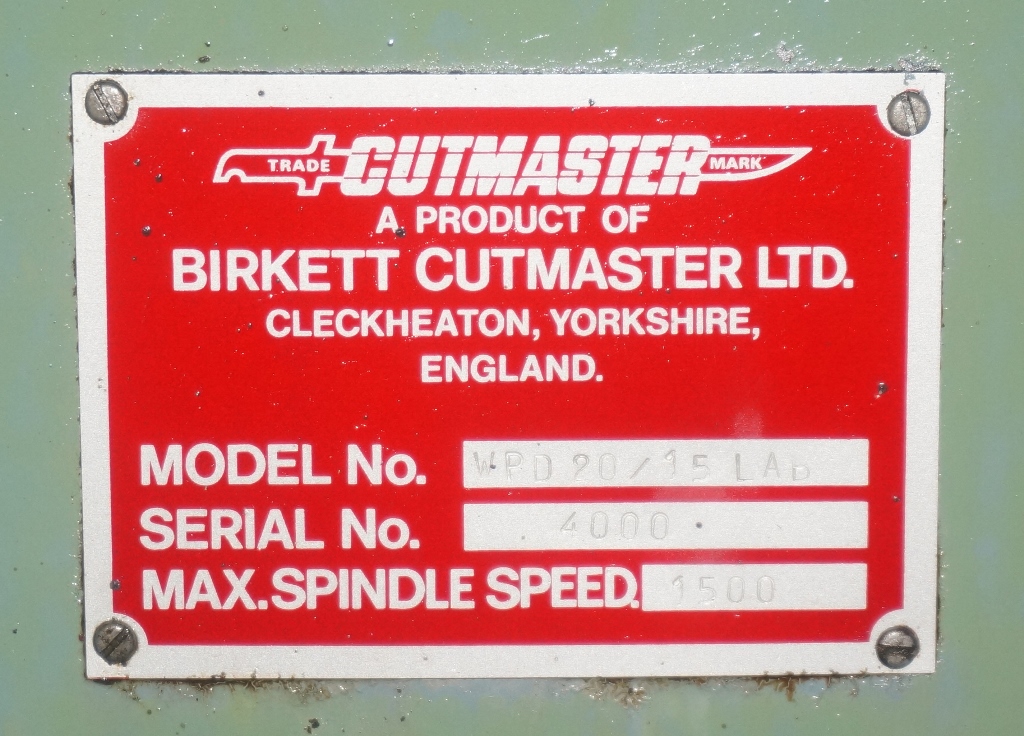 TRADE CUTMASTER MARK
A PRODUCT OF
BIRKETT CUTMASTER LTD.
CLECKHEATON, YORKSHIRE,
ENGLAND.
MODEL No. WPD 20/15 LAP
SERIAL No. 4000
MAX. SPINDLE SPEED. 1500